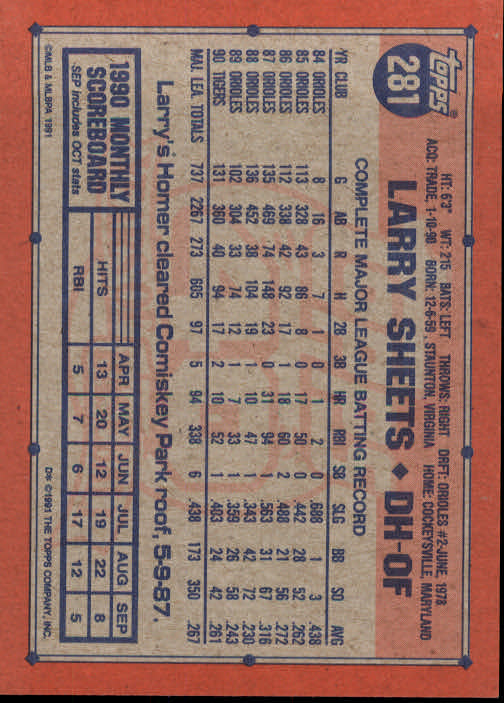 TOPPS®
281
HT: 6'3" WT: 215 BATS: LEFT THROWS: RIGHT DRFT: ORIOLES #2-JUNE, 1978
ACQ: TRADE, 1-10-90 BORN: 12-6-59, STAUNTON, VIRGINIA HOME: COCKEYSVILLE, MARYLAND
LARRY SHEETS ♦ DH-OF
COMPLETE MAJOR LEAGUE BATTING RECORD
YR CLUB G AB R H 2B 3B HR RBI SB SLG BB SO AVG
84 ORIOLES 8 16 3 7 1 0 1 2 0 .688 1 3 .438
85 ORIOLES 113 328 43 86 8 0 17 50 0 .442 28 52 .262
86 ORIOLES 112 338 42 92 17 1 18 60 2 .488 21 56 .272
87 ORIOLES 135 469 74 148 23 0 31 94 1 .563 31 67 .316
88 ORIOLES 136 452 38 104 19 1 10 47 1 .343 42 72 .230
89 ORIOLES 102 304 33 74 12 1 7 33 1 .359 26 58 .243
90 TIGERS 131 360 40 94 17 2 10 52 1 .403 24 42 .261
MAJ. LEA. TOTALS 737 2267 273 605 97 5 94 338 6 .438 173 350 .267
Larry's Homer cleared Comiskey Park roof, 5-9-87.
1990 MONTHLY SCOREBOARD
SEP includes OCT stats
APR MAY JUN JUL AUG SEP
HITS 13 20 12 19 22 8
RBI 5 7 6 17 12 5
©MLB & MLBPA 1991
D* ©1991 THE TOPPS COMPANY, INC.